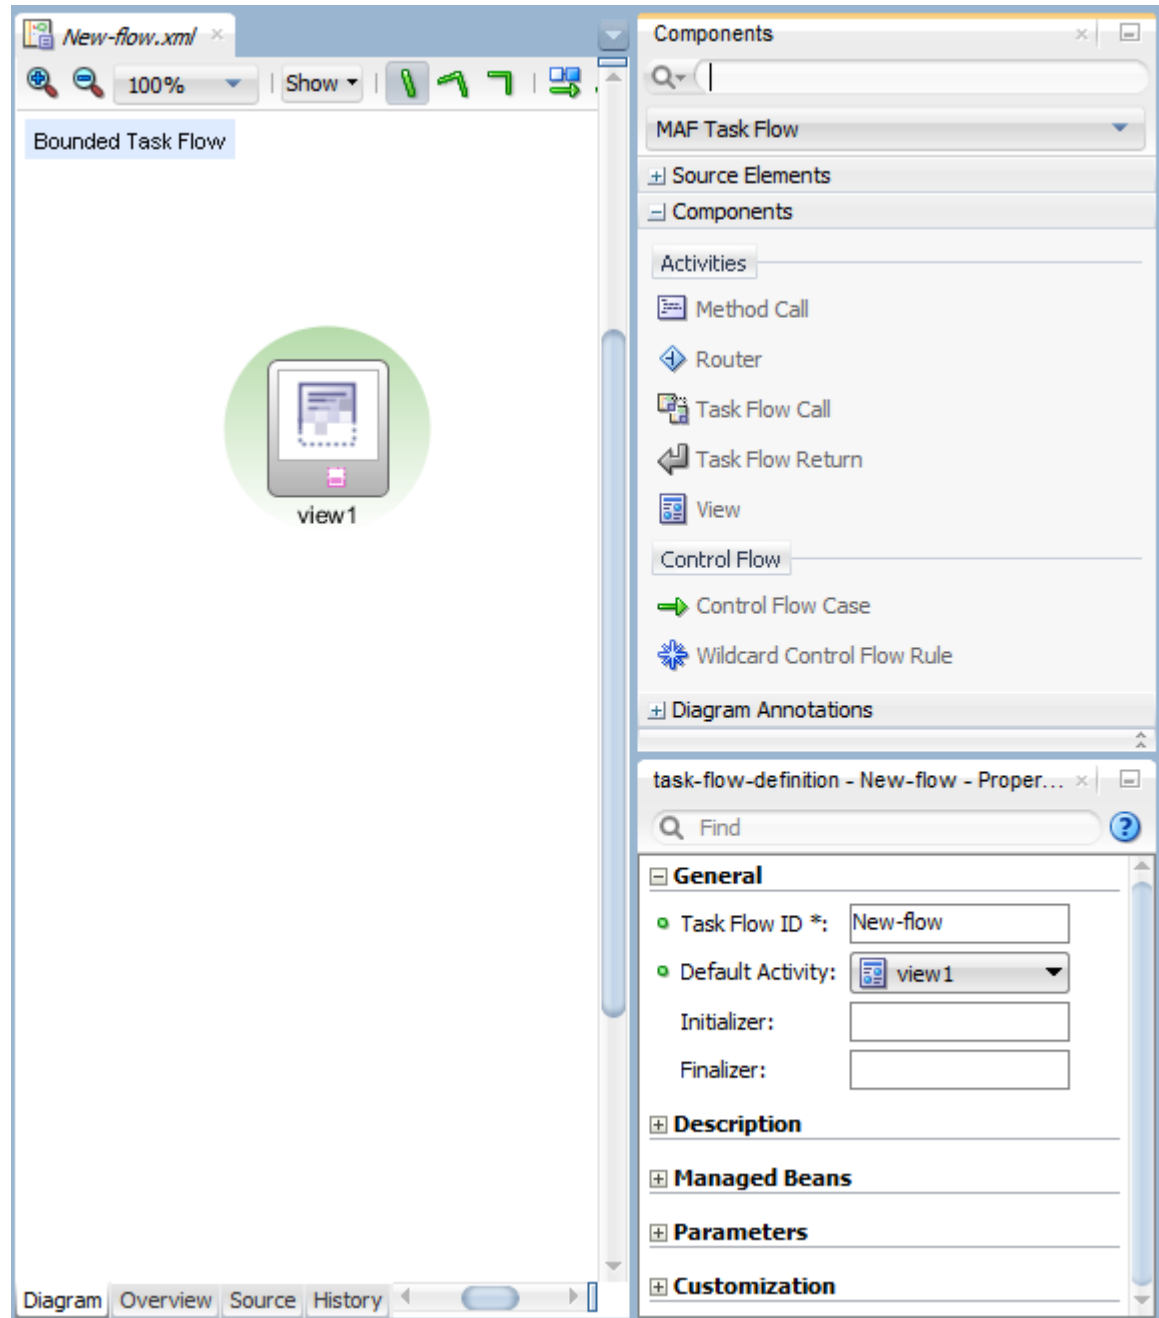 New-flow.xml
100%
Show
Bounded Task Flow
view1
Diagram Overview Source History
Components
MAF Task Flow
Source Elements
Components
Activities
Method Call
Router
Task Flow Call
Task Flow Return
View
Control Flow
Control Flow Case
Wildcard Control Flow Rule
Diagram Annotations
task-flow-definition - New-flow - Proper...
Find
General
Task Flow ID *: New-flow
Default Activity: view1
Initializer:
Finalizer:
Description
Managed Beans
Parameters
Customization